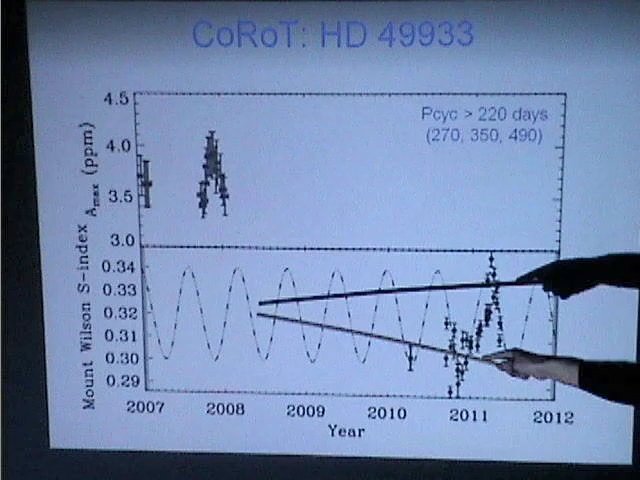 CoRoT: HD 49933
Pcyc > 220 days
(270, 350, 490)
4.5
4.0
3.5
3.0
Amax (ppm)
0.34
0.33
0.32
0.31
0.30
0.29
Mount Wilson S-index
2007 2008 2009 2010 2011 2012
Year